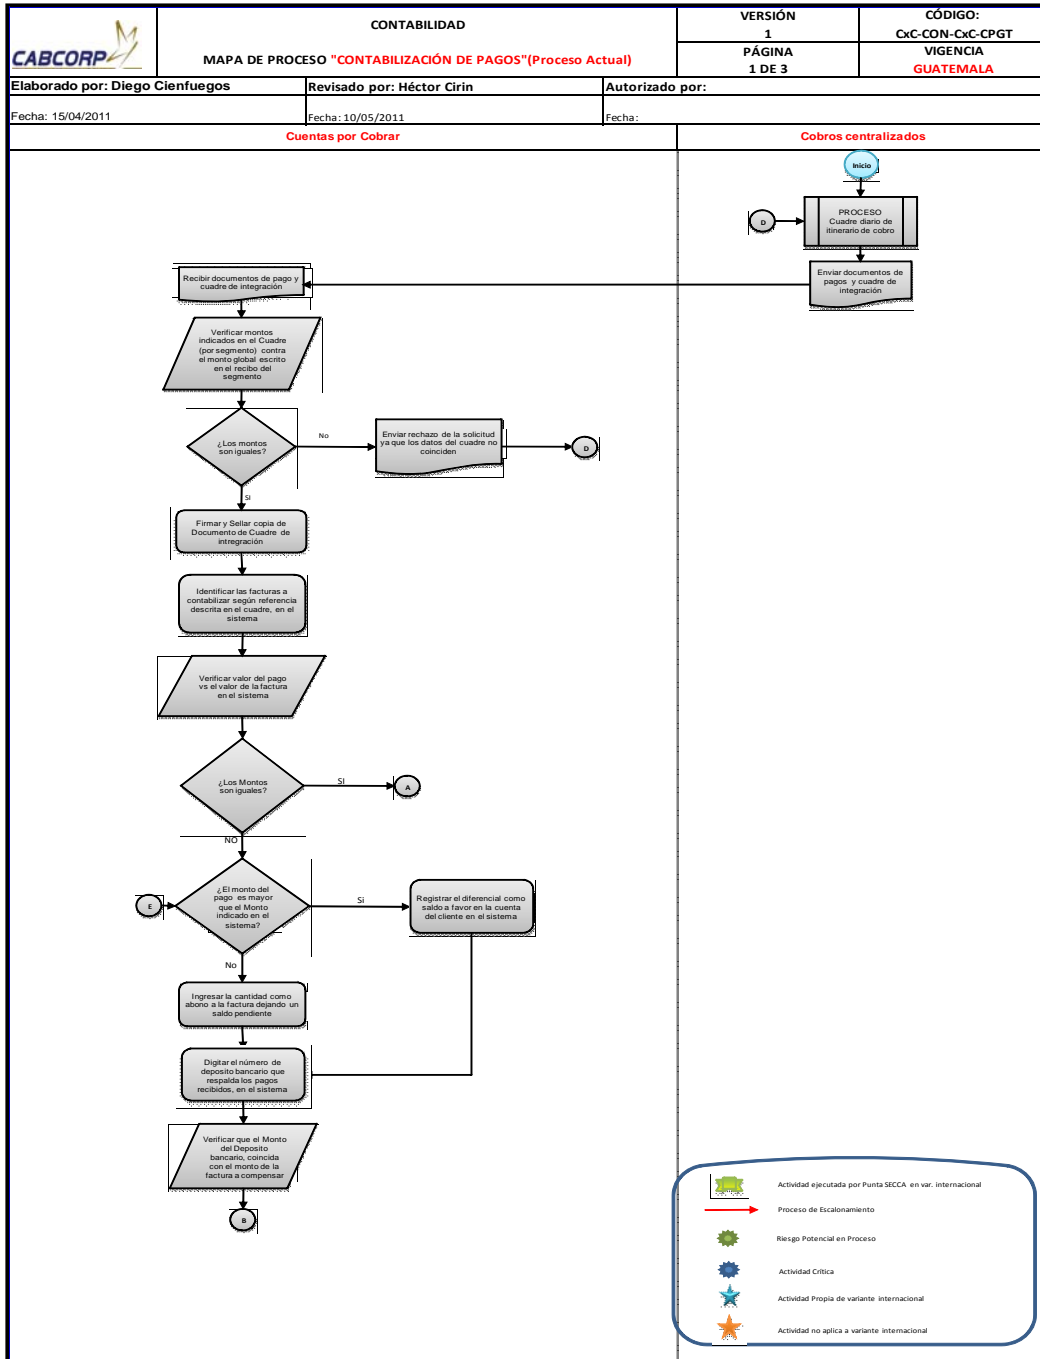 CABCORP
CONTABILIDAD
MAPA DE PROCESO "CONTABILIZACIÓN DE PAGOS"(Proceso Actual)
VERSIÓN
1
CÓDIGO:
CxC-CON-CxC-CPGT
PÁGINA
1 DE 3
VIGENCIA
GUATEMALA
Elaborado por: Diego Cienfuegos
Revisado por: Héctor Cirin
Autorizado por:
Fecha: 15/04/2011
Fecha: 10/05/2011
Fecha:
Cuentas por Cobrar
Cobros centralizados
Inicio
D
PROCESO
Cuadre diario de
itinerario de cobro
Enviar documentos de
pagos y cuadre de
integración
Recibir documentos de pago y
cuadre de integración
Verificar montos
indicados en el Cuadre
(por segmento) contra
el monto global escrito
en el recibo del
segmento
¿Los montos
son iguales?
No
Enviar rechazo de la solicitud
ya que los datos del cuadre no
coinciden
D
Si
Firmar y Sellar copia de
Documento de Cuadre de
intregración
Identificar las facturas a
contabilizar según referencia
descrita en el cuadre, en el
sistema
Verificar valor del pago
vs el valor de la factura
en el sistema
¿Los Montos
son iguales?
Si
A
NO
E
¿El monto del
pago es mayor
que el Monto
indicado en el
sistema?
Si
Registrar el diferencial como
saldo a favor en la cuenta
del cliente en el sistema
No
Ingresar la cantidad como
abono a la factura dejando un
saldo pendiente
Digitar el número de
deposito bancario que
respalda los pagos
recibidos, en el sistema
Verificar que el Monto
del Deposito
bancario, coincida
con el monto de la
factura a compensar
B
Actividad ejecutada por Punta SECCA en var. internacional
Proceso de Escalonamiento
Riesgo Potencial en Proceso
Actividad Crítica
Actividad Propia de variante internacional
Actividad no aplica a variante internacional